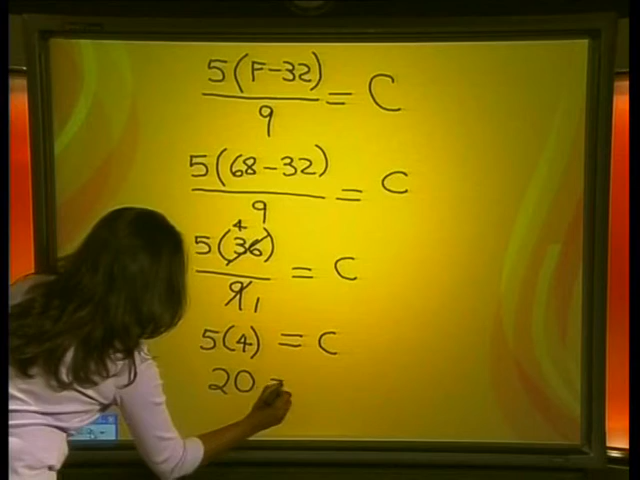 5(F-32)/9 = C
5(68-32)/9 = C
5(36)/9 = C 4 1
5(4) = C
20 =